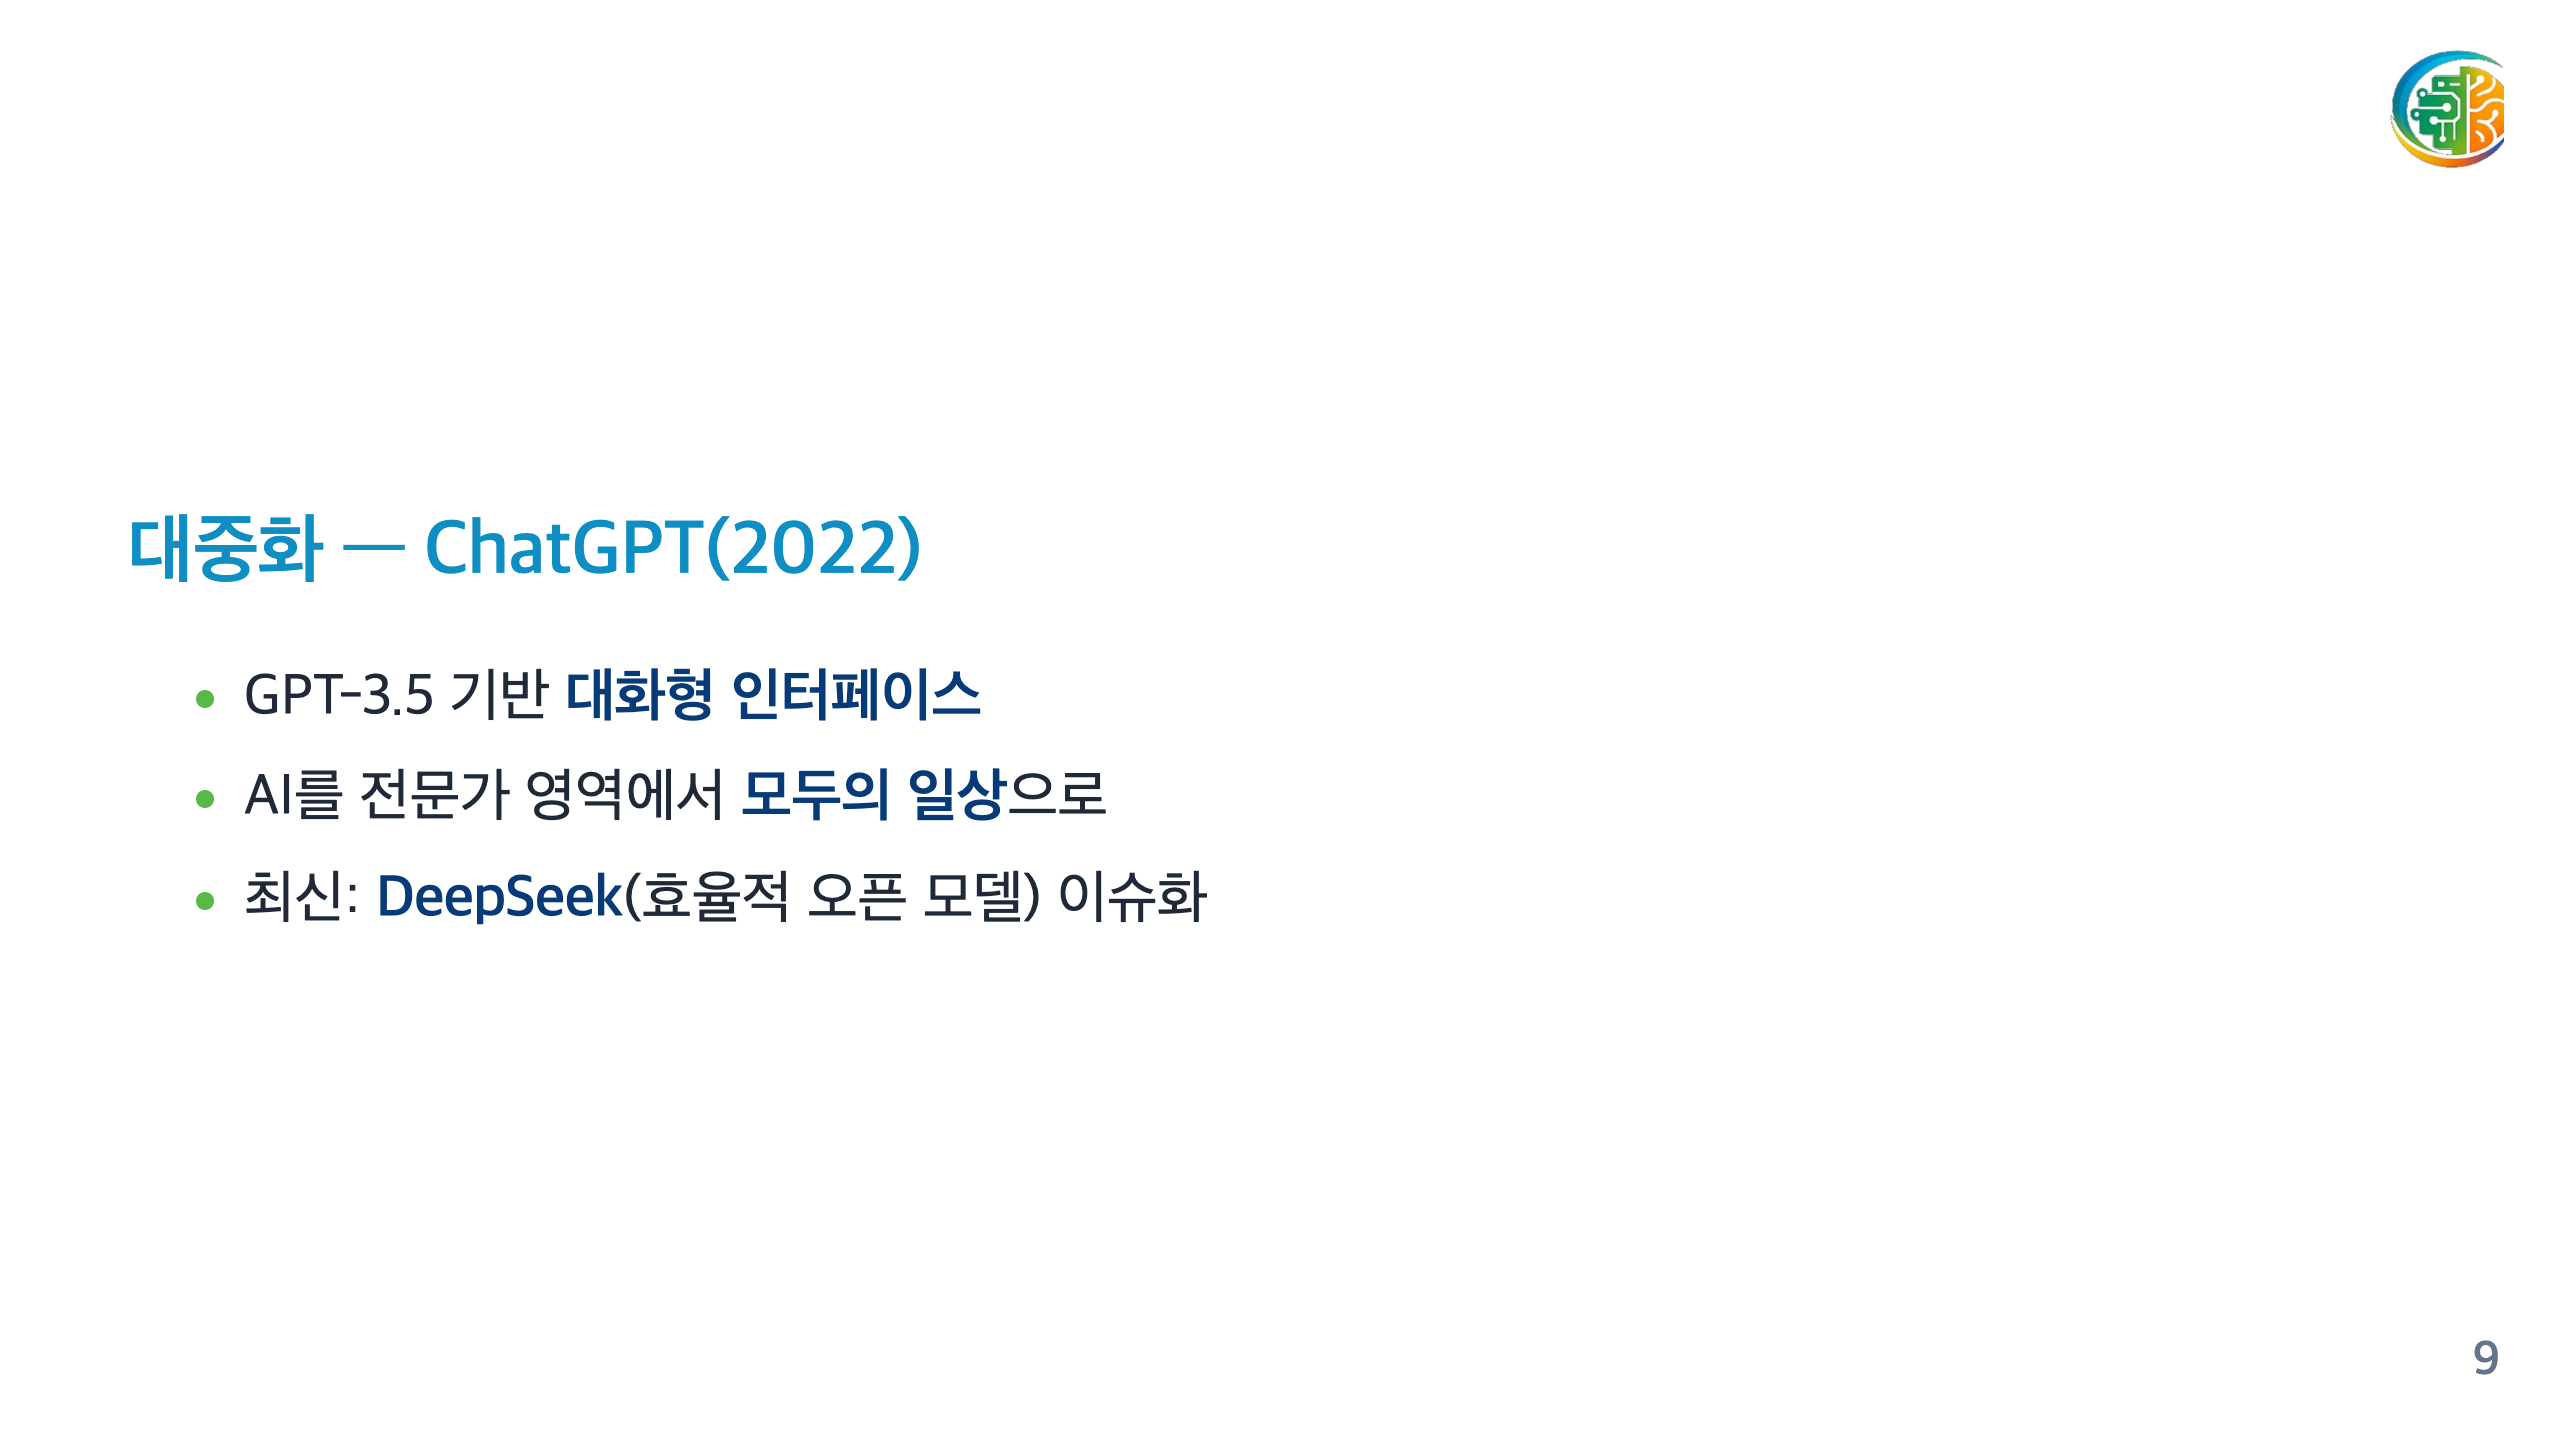 대중화 — ChatGPT(2022)
GPT-3.5 기반 대화형 인터페이스
AI를 전문가 영역에서 모두의 일상으로
최신: DeepSeek(효율적 오픈 모델) 이슈화
9